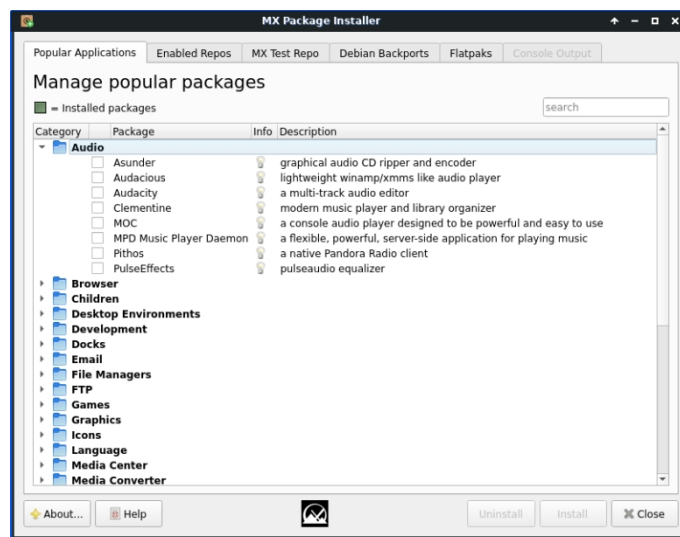 MX Package Installer
Popular Applications Enabled Repos MX Test Repo Debian Backports Flatpaks Console Output
Manage popular packages
= Installed packages
search
Category Package Info Description
Audio
Asunder graphical audio CD ripper and encoder
Audacious lightweight winamp/xmms like audio player
Audacity a multi-track audio editor
Clementine modern music player and library organizer
MOC a console audio player designed to be powerful and easy to use
MPD Music Player Daemon a flexible, powerful, server-side application for playing music
Pithos a native Pandora Radio client
PulseEffects pulseaudio equalizer
Browser
Children
Desktop Environments
Development
Docks
Email
File Managers
FTP
Games
Graphics
Icons
Language
Media Center
Media Converter
About... Help Uninstall Install Close